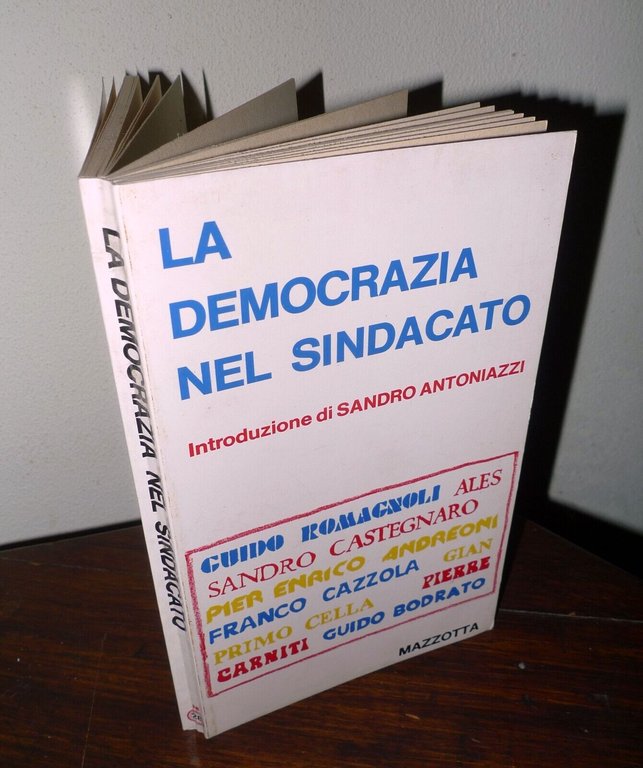 LA
DEMOCRAZIA
NEL SINDACATO
Introduzione di SANDRO ANTONIAZZI
GUIDO ROMAGNOLI ALES
SANDRO CASTEGNARO
PIER ENRICO ANDREONI
FRANCO CAZZOLA GIAN
PRIMO CELLA PIERRE
CARNITI GUIDO BODRATO
MAZZOTTA
LA DEMOCRAZIA NEL SINDACATO